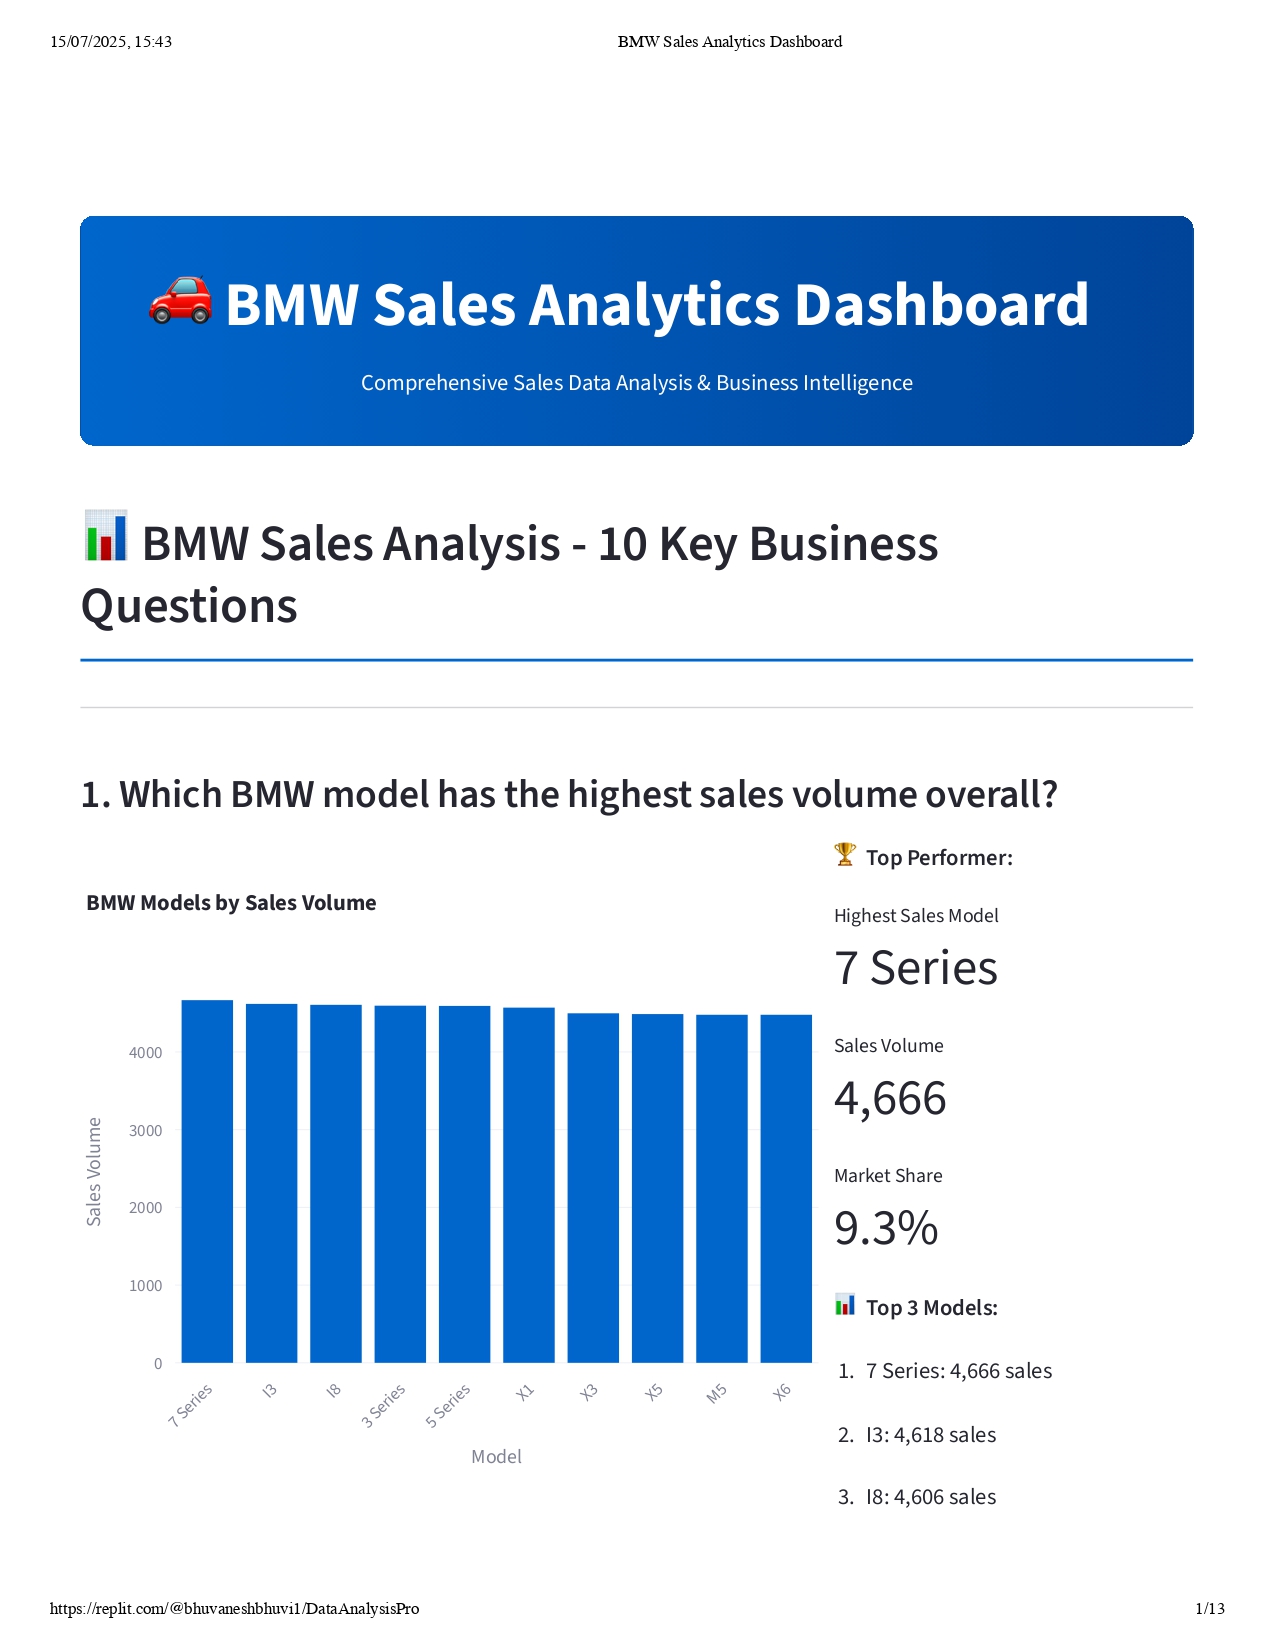 15/07/2025, 15:43
BMW Sales Analytics Dashboard
BMW Sales Analytics Dashboard
Comprehensive Sales Data Analysis & Business Intelligence
BMW Sales Analysis - 10 Key Business
Questions
1. Which BMW model has the highest sales volume overall?
BMW Models by Sales Volume
Sales Volume
4000
3000
2000
1000
0
7 Series
I3
I8
3 Series
5 Series
X1
X3
X5
M5
X6
Model
Top Performer:
Highest Sales Model
7 Series
Sales Volume
4,666
Market Share
9.3%
Top 3 Models:
1. 7 Series: 4,666 sales
2. I3: 4,618 sales
3. I8: 4,606 sales
https://replit.com/@bhuvaneshbhuvi1/DataAnalysisPro
1/13